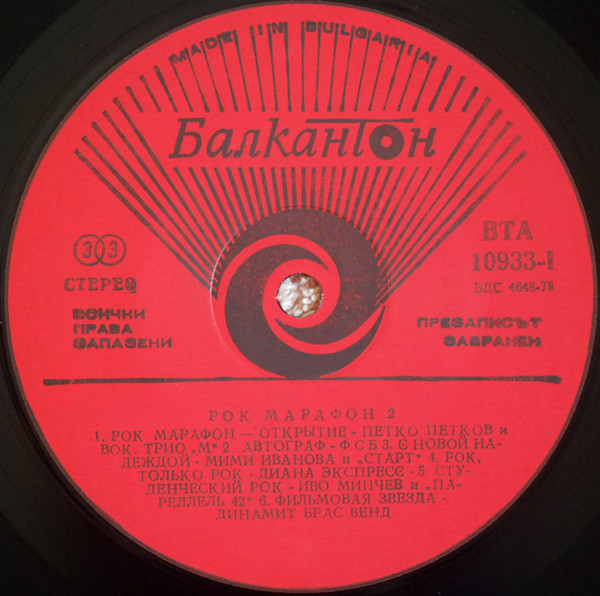 MADE IN BULGARIA
Балкантон
33
СТЕРЕО
ВТА
10933-I
БДС 4648-78
ВСИЧКИ
ПРАВА
ЗАПАЗЕНИ
ПРЕЗАПИСЪТ
ЗАБРАНЕН
РОК МАРАФОН 2
1. РОК МАРАФОН — ОТКРЫТИЕ - ПЕТКО ПЕТКОВ и
ВОК. ТРИО „М" 2. АВТОГРАФ - ФСБ 3. С НОВОЙ НА-
ДЕЖДОЙ - МИМИ ИВАНОВА и „СТАРТ" 4. РОК,
ТОЛЬКО РОК - ДИАНА ЭКСПРЕСС - 5 СТУ-
ДЕНЧЕСКИЙ РОК - ИВО МИНЧЕВ и „ПА-
РЕЛЛЕЛЬ 42" 6. ФИЛЬМОВАЯ ЗВЕЗДА -
ДИНАМИТ БРАС БЕНД